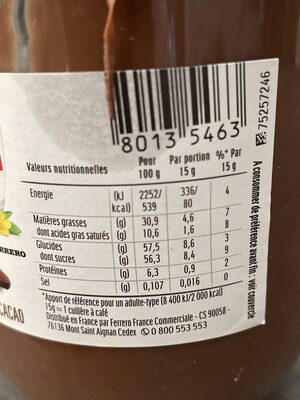 8013 5463
75257246
Valeurs nutritionnelles Pour 100 g Par portion 15 g %* Par 15 g
Energie (kJ 2252/ 336/ 4
kcal) 539 80
Matières grasses (g) 30,9 4,6 7
dont acides gras saturés (g) 10,6 1,6 8
Glucides (g) 57,5 8,6 3
dont sucres (g) 56,3 8,4 9
Protéines (g) 6,3 0,9 2
Sel (g) 0,107 0,016 0
*Apport de référence pour un adulte-type (8 400 kJ/2 000 kcal)
15g = 1 cuillère à café
Distribué en France par Ferrero France Commerciale - CS 90058 -
76136 Mont Saint Aignan Cedex 0 800 553 553
A consommer de préférence avant fin : voir couvercle
RRERO
CACAO